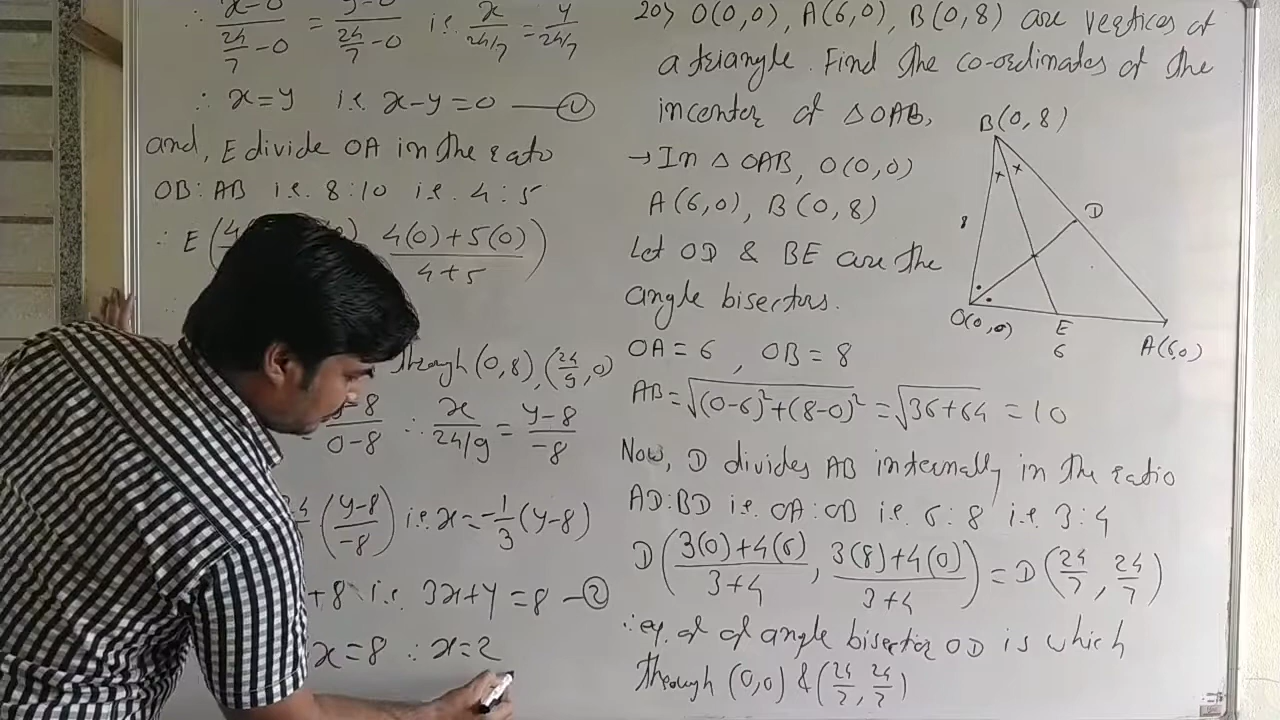 20> O(0,0), A(6,0), B(0,8) are vertices of
a triangle. Find the co-ordinates of the
incenter of △OAB.
→ In △OAB, O(0,0)
A(6,0), B(0,8)
Let OD & BE are the
angle bisectors.
OA = 6 , OB = 8
AB = √(0-6)²+(8-0)² = √36+64 = 10
Now, D divides AB internally in the ratio
AD:BD i.e. OA:OB i.e. 6:8 i.e. 3:4
D(3(0)+4(6)/3+4, 3(8)+4(0)/3+4) = D(24/7, 24/7)
∴ eq. of of angle bisector OD is which
through (0,0) & (24/7, 24/7)
B(0,8)
× ×
D
8
O(0,0)
E
6
A(6,0)
∴ x-0/24/7-0 = y-0/24/7-0 i.e. x/24/7 = y/24/7
∴ x=y i.e. x-y=0 —①
and, E divide OA in the rato
OB:AB i.e. 8:10 i.e. 4:5
∴ E(4 4(0)+5(0)/4+5)
through (0,8), (24/9, 0)
y-8/0-8 ∴ x/24/9 = y-8/-8
(y-8/-8) i.e. x=-1/3(y-8)
+8 i.e. 3x+y=8 —②
x=8 ∴ x=2